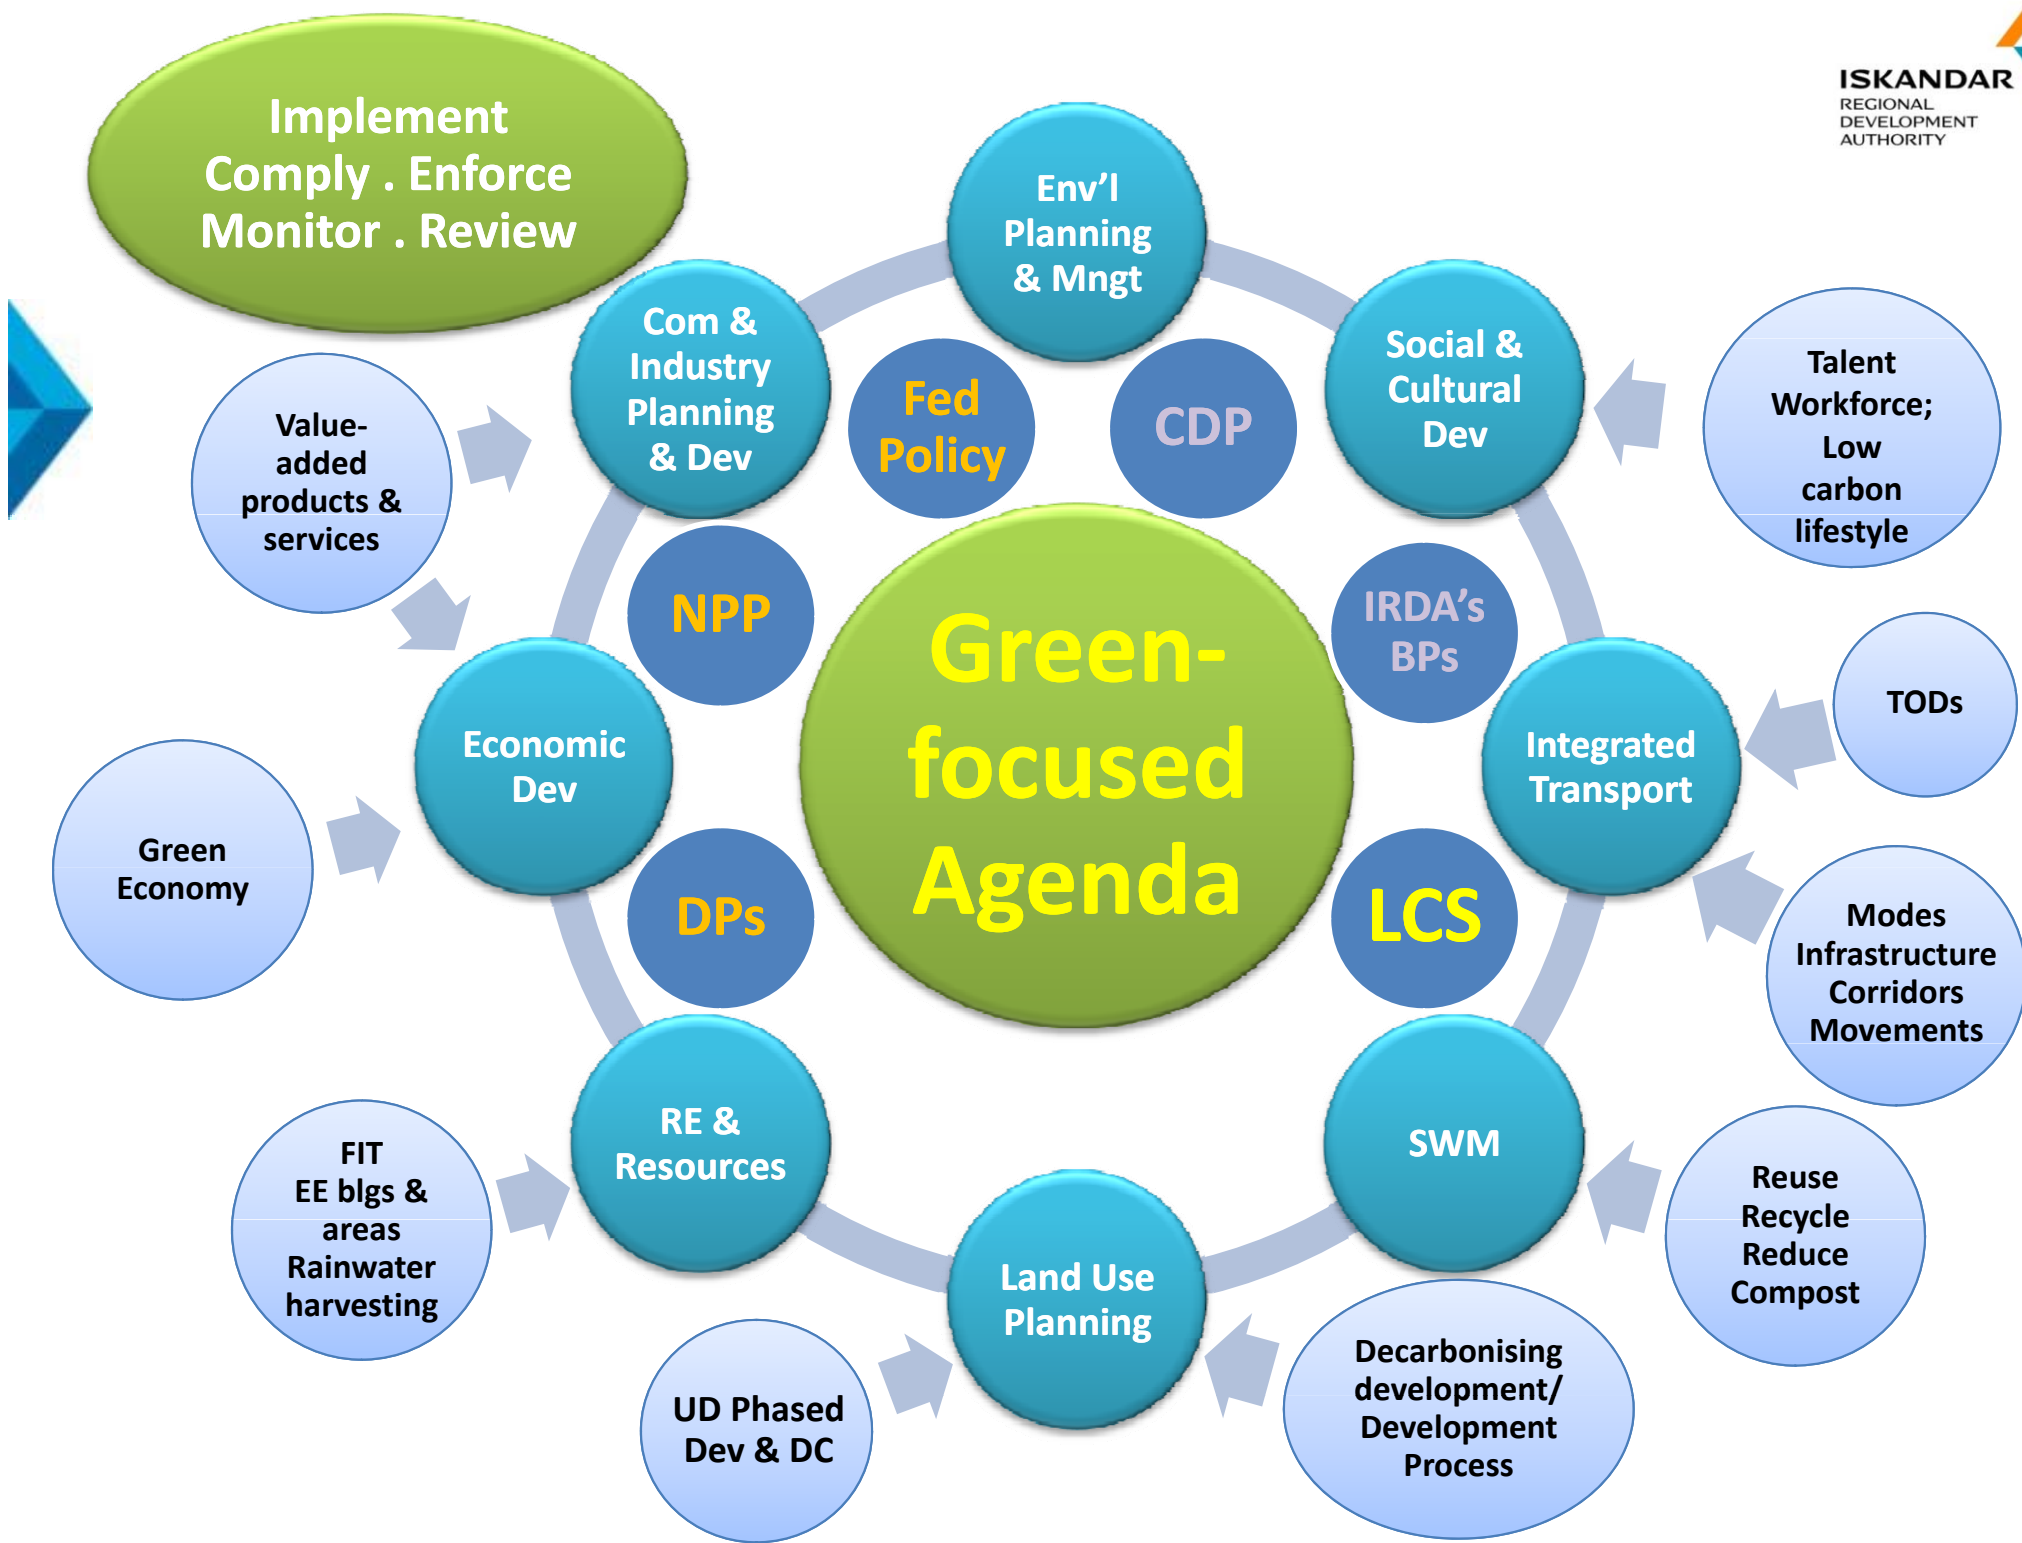 ISKANDAR
REGIONAL
DEVELOPMENT
AUTHORITY
Implement
Comply . Enforce
Monitor . Review
Env’l
Planning
& Mngt
Com &
Industry
Planning
& Dev
Social &
Cultural
Dev
Talent
Workforce;
Low
carbon
lifestyle
Value-
added
products &
services
Fed
Policy
CDP
NPP
IRDA’s
BPs
Green-
focused
Agenda
TODs
Economic
Dev
Integrated
Transport
Green
Economy
DPs
LCS
Modes
Infrastructure
Corridors
Movements
RE &
Resources
SWM
FIT
EE blgs &
areas
Rainwater
harvesting
Reuse
Recycle
Reduce
Compost
Land Use
Planning
UD Phased
Dev & DC
Decarbonising
development/
Development
Process